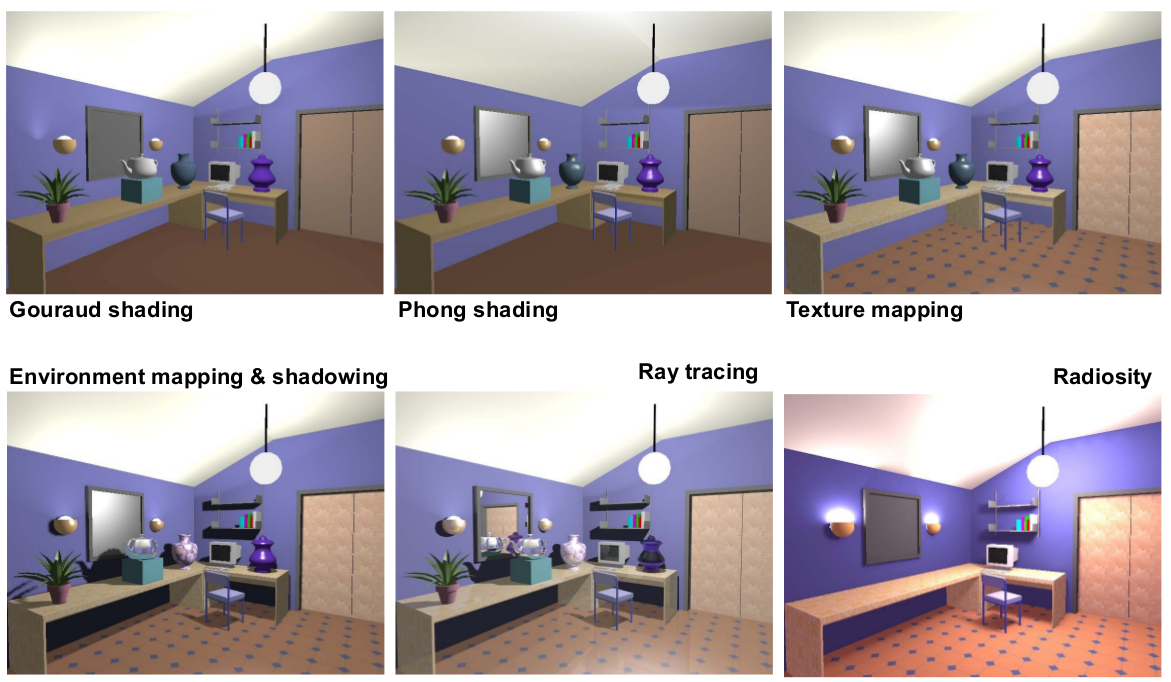 Gouraud shading
Phong shading
Texture mapping
Environment mapping & shadowing
Ray tracing
Radiosity